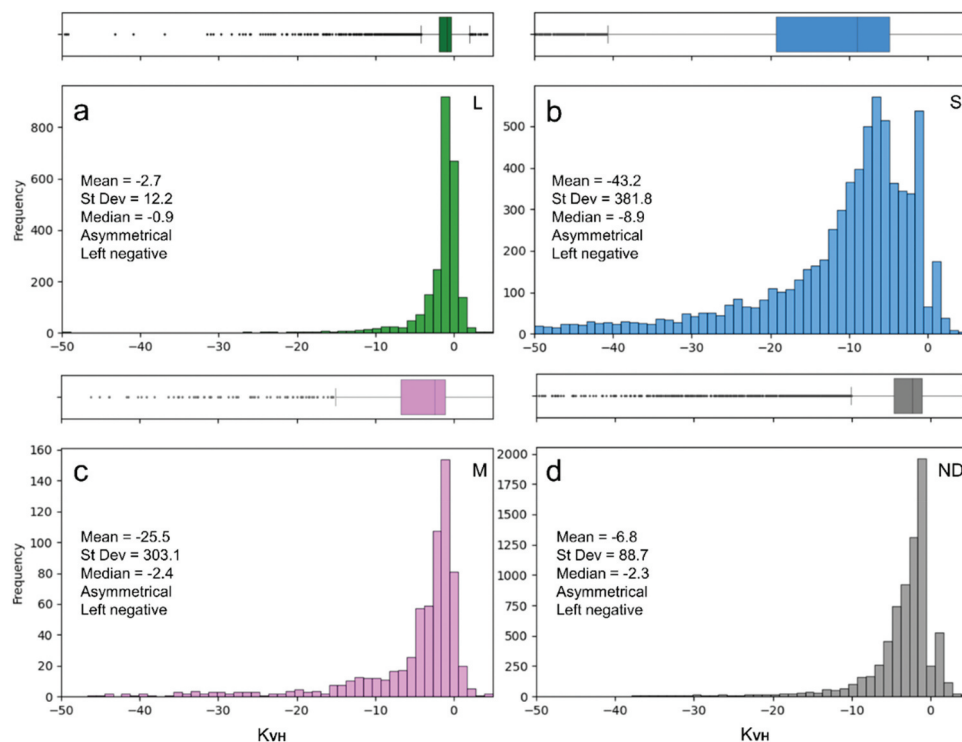 a
L
800
600
400
200
0
Frequency
Mean = -2.7
St Dev = 12.2
Median = -0.9
Asymmetrical
Left negative
−50 −40 −30 −20 −10 0
b
S
500
400
300
200
100
0
Mean = -43.2
St Dev = 381.8
Median = -8.9
Asymmetrical
Left negative
−50 −40 −30 −20 −10 0
c
M
160
140
120
100
80
60
40
20
0
Frequency
Mean = -25.5
St Dev = 303.1
Median = -2.4
Asymmetrical
Left negative
−50 −40 −30 −20 −10 0
KVH
d
ND
2000
1750
1500
1250
1000
750
500
250
0
Mean = -6.8
St Dev = 88.7
Median = -2.3
Asymmetrical
Left negative
−50 −40 −30 −20 −10 0
KVH